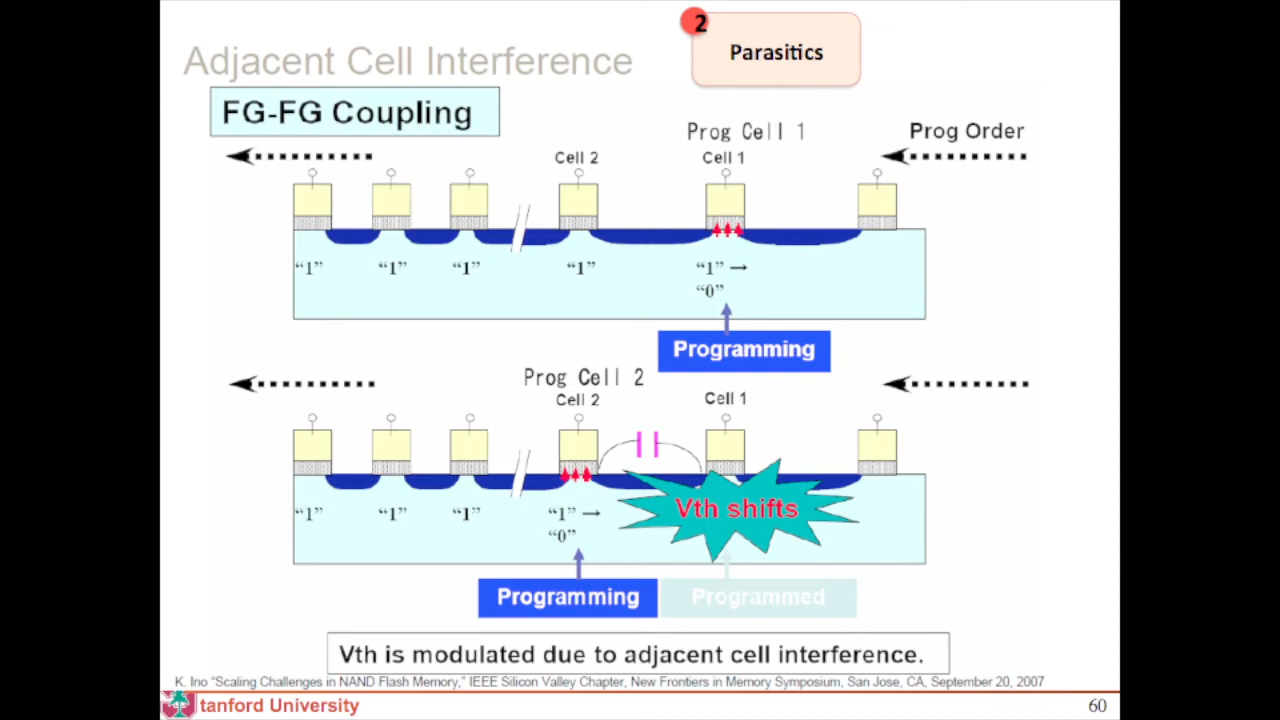 2
Parasitics
Adjacent Cell Interference
FG-FG Coupling
Prog Cell 1
Prog Order
Cell 2
Cell 1
“1”
“1”
“1”
“1”
“1” →
“0”
Programming
Prog Cell 2
Cell 2
Cell 1
Vth shifts
“1”
“1”
“1”
“1” →
“0”
Programming
Programmed
Vth is modulated due to adjacent cell interference.
K. Ino “Scaling Challenges in NAND Flash Memory,” IEEE Silicon Valley Chapter, New Frontiers in Memory Symposium, San Jose, CA, September 20, 2007
tanford University
60